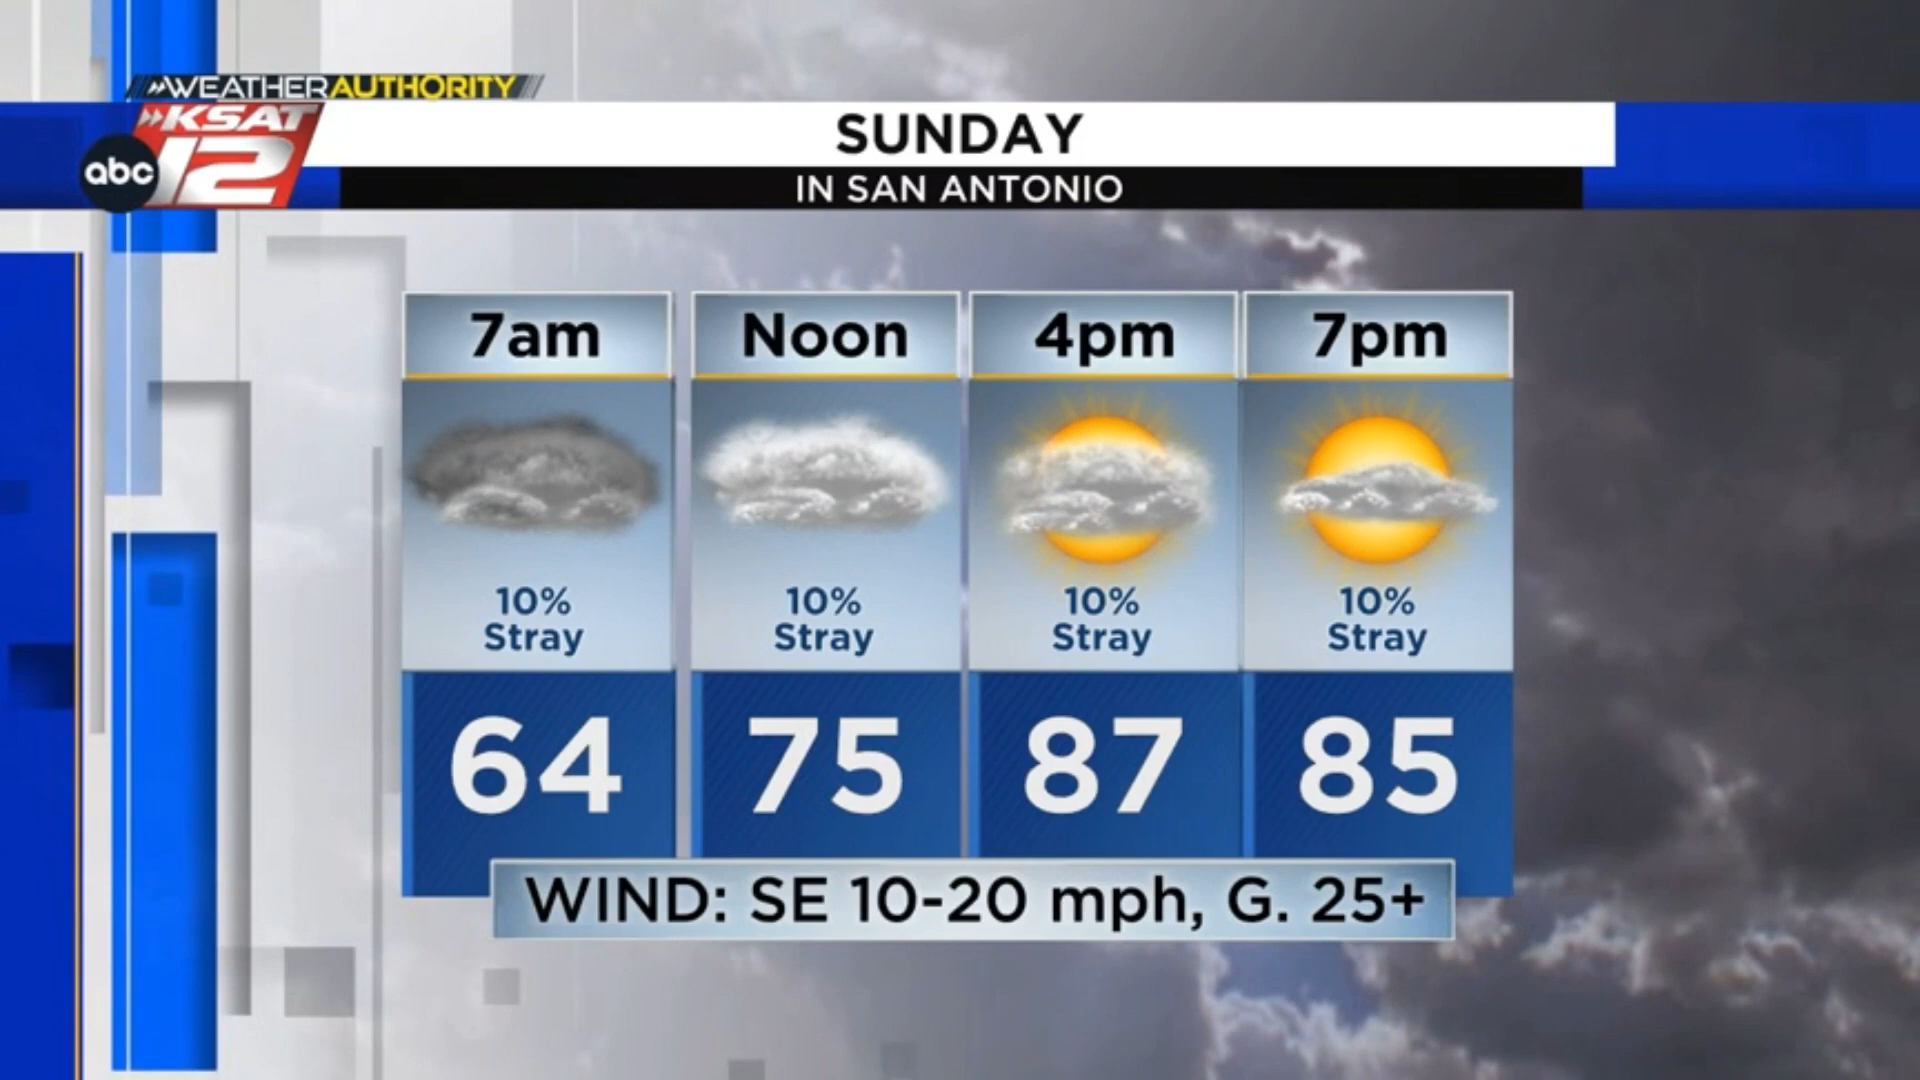 WEATHER AUTHORITY
KSAT
abc 12
SUNDAY
IN SAN ANTONIO
7am Noon 4pm 7pm
10% 10% 10% 10%
Stray Stray Stray Stray
64 75 87 85
WIND: SE 10-20 mph, G. 25+